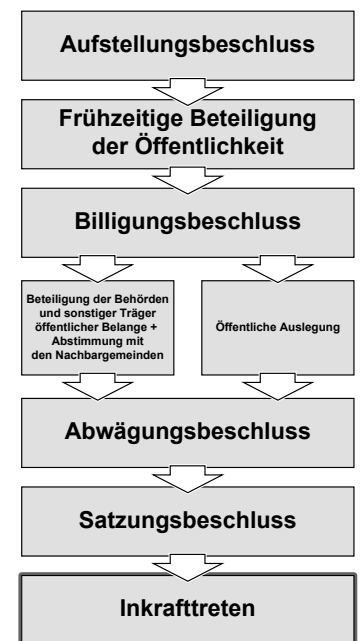 Aufstellungsbeschluss
Frühzeitige Beteiligung
der Öffentlichkeit
Billigungsbeschluss
Beteiligung der Behörden
und sonstiger Träger
öffentlicher Belange +
Abstimmung mit
den Nachbargemeinden
Öffentliche Auslegung
Abwägungsbeschluss
Satzungsbeschluss
Inkrafttreten